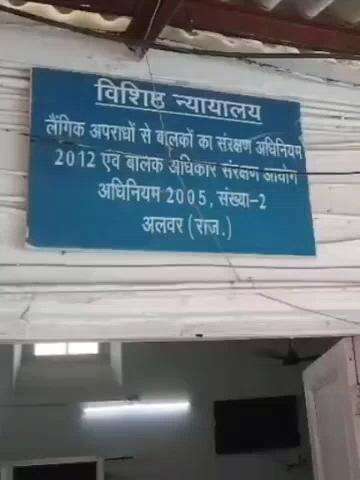 विशिष्ठ न्यायालय
लैंगिक अपराधों से बालकों का संरक्षण अधिनियम
2012 एवं बालक अधिकार संरक्षण आयोग
अधिनियम 2005, संख्या-2
अलवर (राज.)